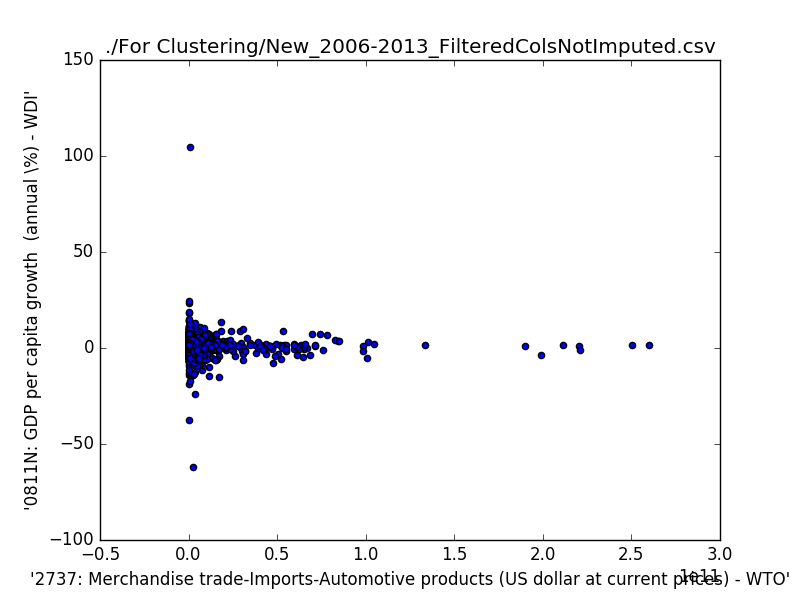 ./For Clustering/New_2006-2013_FilteredColsNotImputed.csv
150
100
50
0
−50
−100
'0811N: GDP per capita growth  (annual \%) - WDI'
−0.5 0.0 0.5 1.0 1.5 2.0 2.5 3.0
1e11
'2737: Merchandise trade-Imports-Automotive products (US dollar at current prices) - WTO'